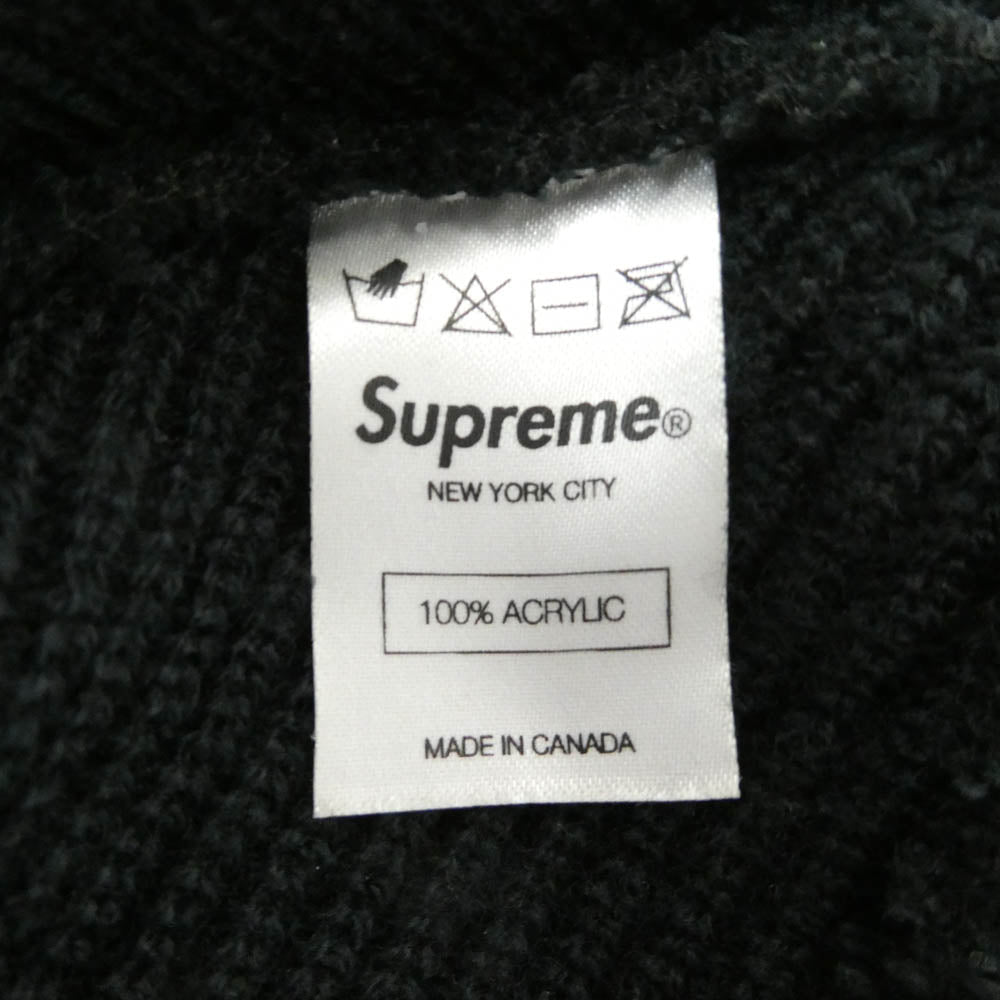 Supreme®
NEW YORK CITY
100% ACRYLIC
MADE IN CANADA